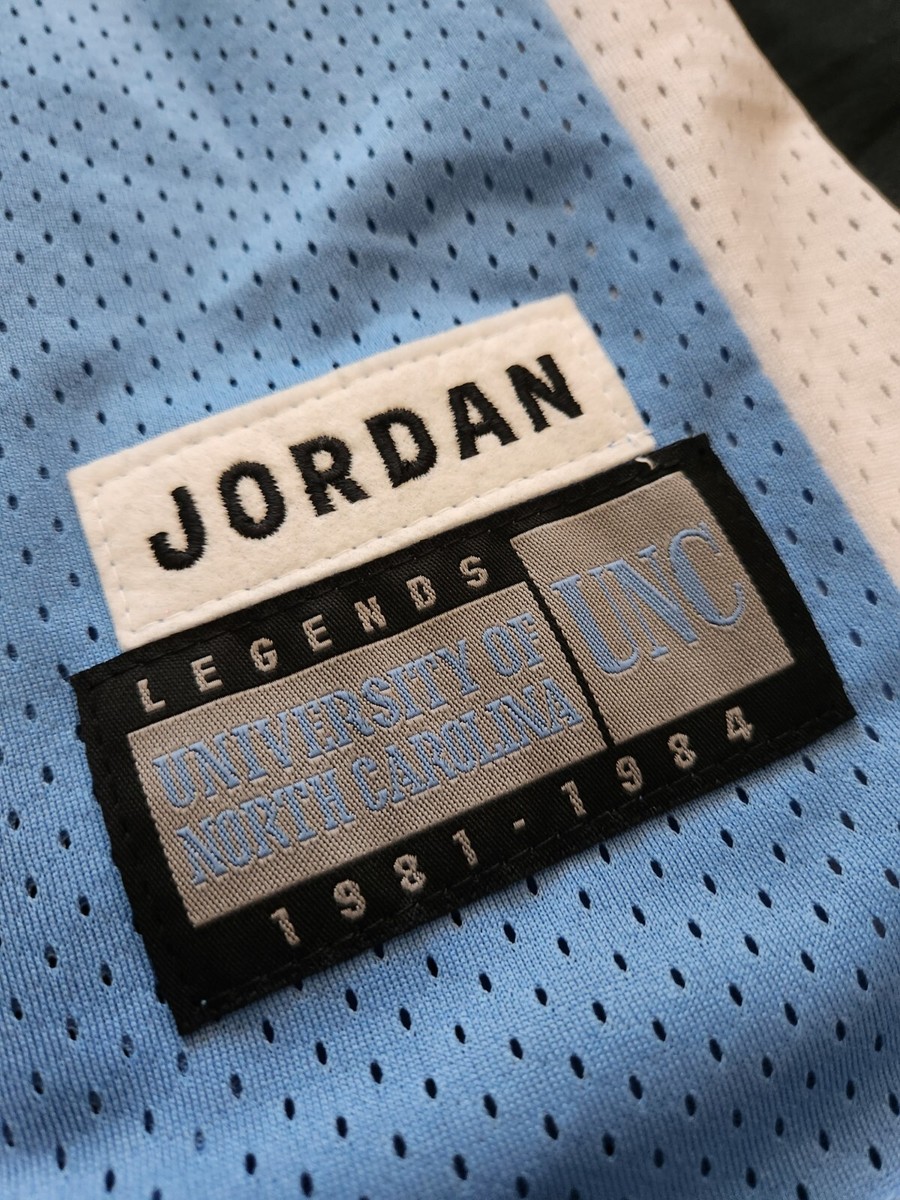 JORDAN
LEGENDS
UNIVERSITY OF
NORTH CAROLINA
UNC
1981-1984